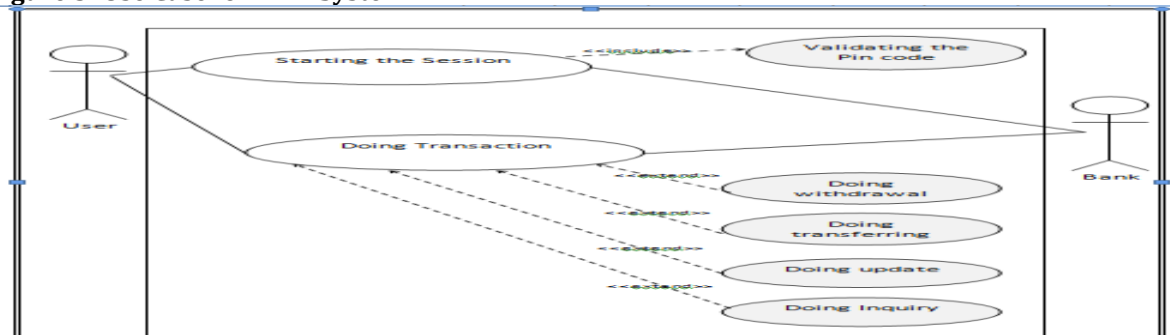 <<include>>
Validating the
Pin code
Starting the Session
User
Doing Transaction
Bank
<<extend>>
Doing
withdrawal
<<extend>>
Doing
transferring
<<extend>>
Doing update
<<extend>>
Doing Inquiry